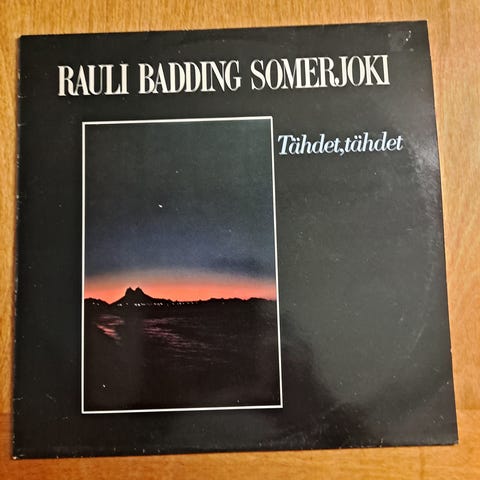 RAULI BADDING SOMERJOKI
Tähdet,tähdet